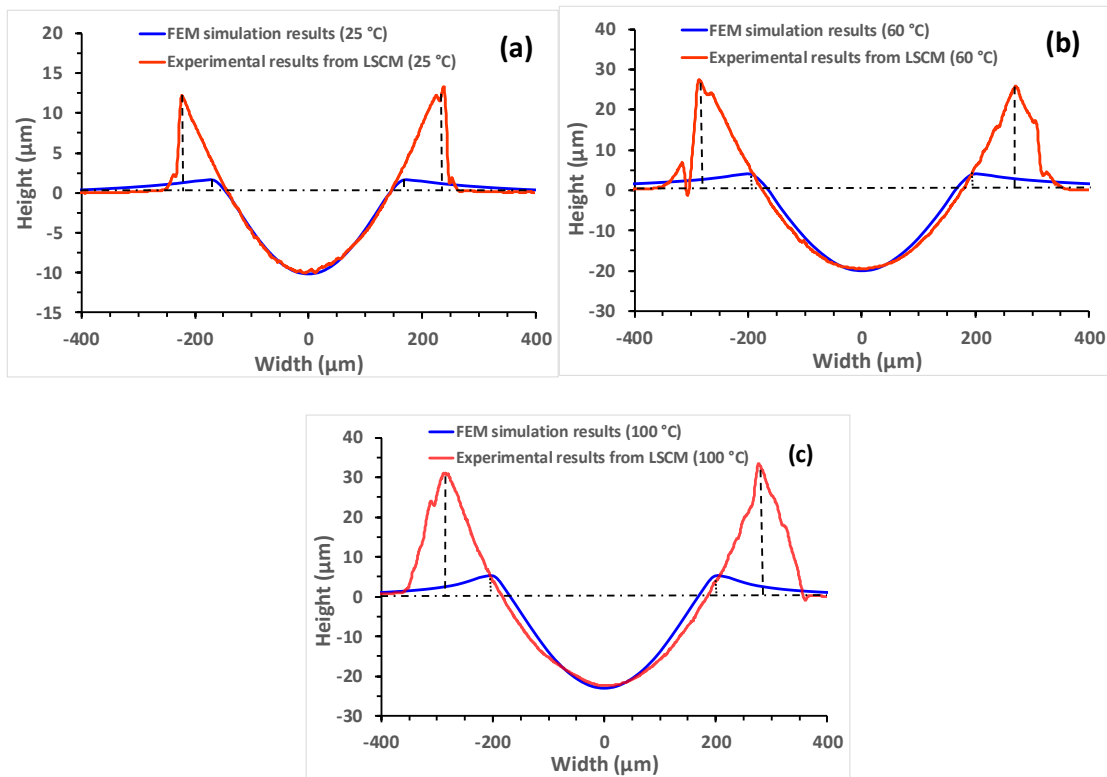 FEM simulation results (25 °C)
Experimental results from LSCM (25 °C)
(a)
20
15
10
5
0
-5
-10
-15
Height (µm)
-400
-200
0
200
400
Width (µm)
FEM simulation results (60 °C)
Experimental results from LSCM (60 °C)
(b)
40
30
20
10
0
-10
-20
-30
Height (µm)
-400
-200
0
200
400
Width (µm)
FEM simulation results (100 °C)
Experimental results from LSCM (100 °C)
(c)
40
30
20
10
0
-10
-20
-30
Height (µm)
-400
-200
0
200
400
Width (µm)